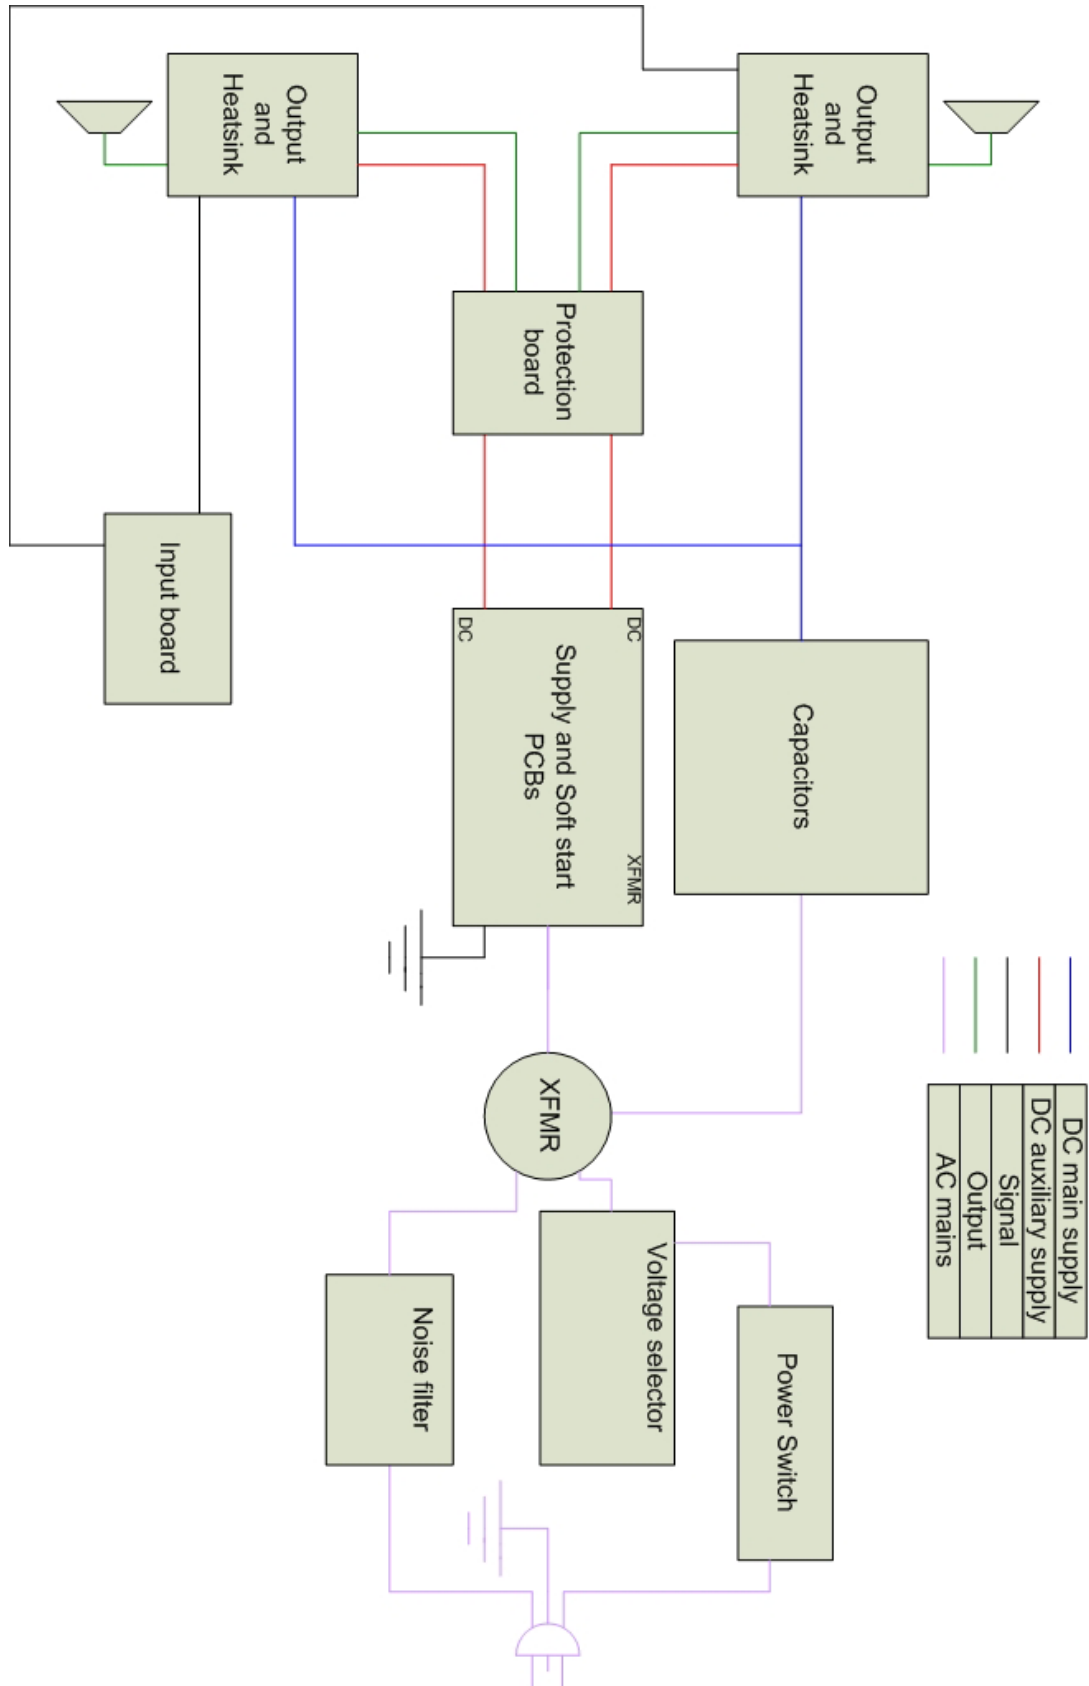 Output
and
Heatsink
Output
and
Heatsink
Protection
board
Input board
DC
DC
Supply and Soft start
PCBs
XFMR
Capacitors
XFMR
DC main supply
DC auxiliary supply
Signal
Output
AC mains
Voltage selector
Noise filter
Power Switch